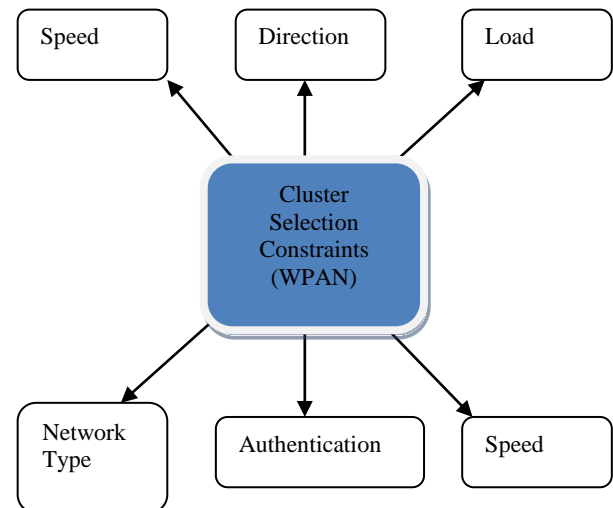 Speed
Direction
Load
Cluster
Selection
Constraints
(WPAN)
Network
Type
Authentication
Speed